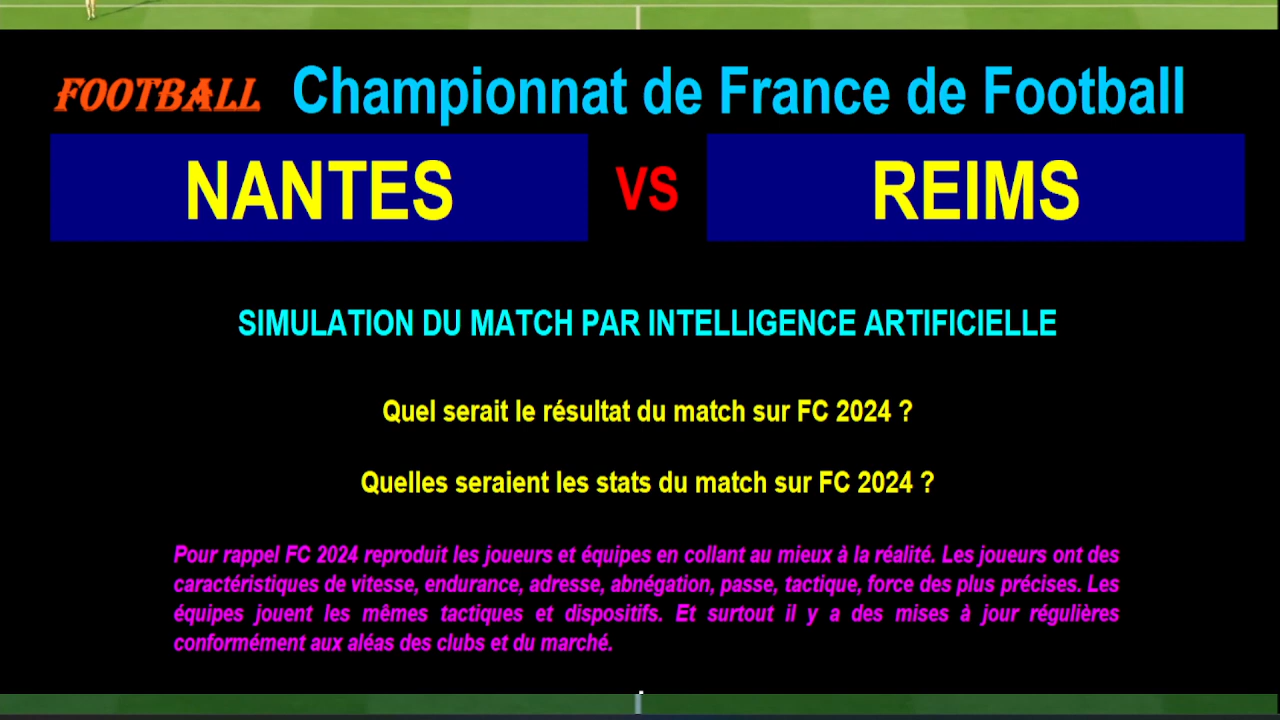 FOOTBALL Championnat de France de Football
NANTES VS REIMS
SIMULATION DU MATCH PAR INTELLIGENCE ARTIFICIELLE
Quel serait le résultat du match sur FC 2024 ?
Quelles seraient les stats du match sur FC 2024 ?
Pour rappel FC 2024 reproduit les joueurs et équipes en collant au mieux à la réalité. Les joueurs ont des
caractéristiques de vitesse, endurance, adresse, abnégation, passe, tactique, force des plus précises. Les
équipes jouent les mêmes tactiques et dispositifs. Et surtout il y a des mises à jour régulières
conformément aux aléas des clubs et du marché.